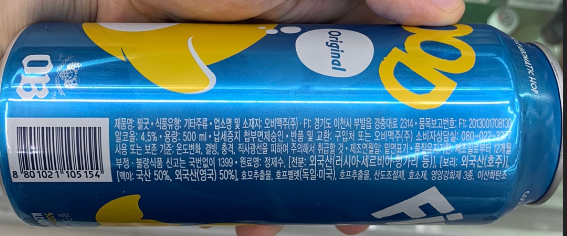 Original
OB
AROMATIC HOP
제품명: 필굿 • 식품유형: 기타주류 • 업소명 및 소재지: 오비맥주(주) · F1: 경기도 이천시 부발읍 경충대로 2314 • 품목보고번호: F1: 2013001708130
알코올: 4.5% • 용량: 500 ml • 납세증지 첩부면제승인 • 반품 및 교환: 구입처 또는 오비맥주(주) 소비자상담실: 080-022-32
사용 또는 보존 기준: 온도변화, 결빙, 충격, 직사광선을 피하여 주의해서 취급할 것 • 제조연월일: 밑면표기 • 품질유지기한: 제조일로부터 12개월
부정·불량식품 신고는 국번없이 1399 • 원료명: 정제수, [전분: 외국산(러시아·세르비아·헝가리 등)], [보리: 외국산(호주)],
[맥아: 국산 50%, 외국산(영국) 50%], 효모추출물, 호프펠렛(독일·미국), 호프추출물, 산도조절제, 효소제, 영양강화제 3종, 이산화탄소
8 801021 105154
Fi